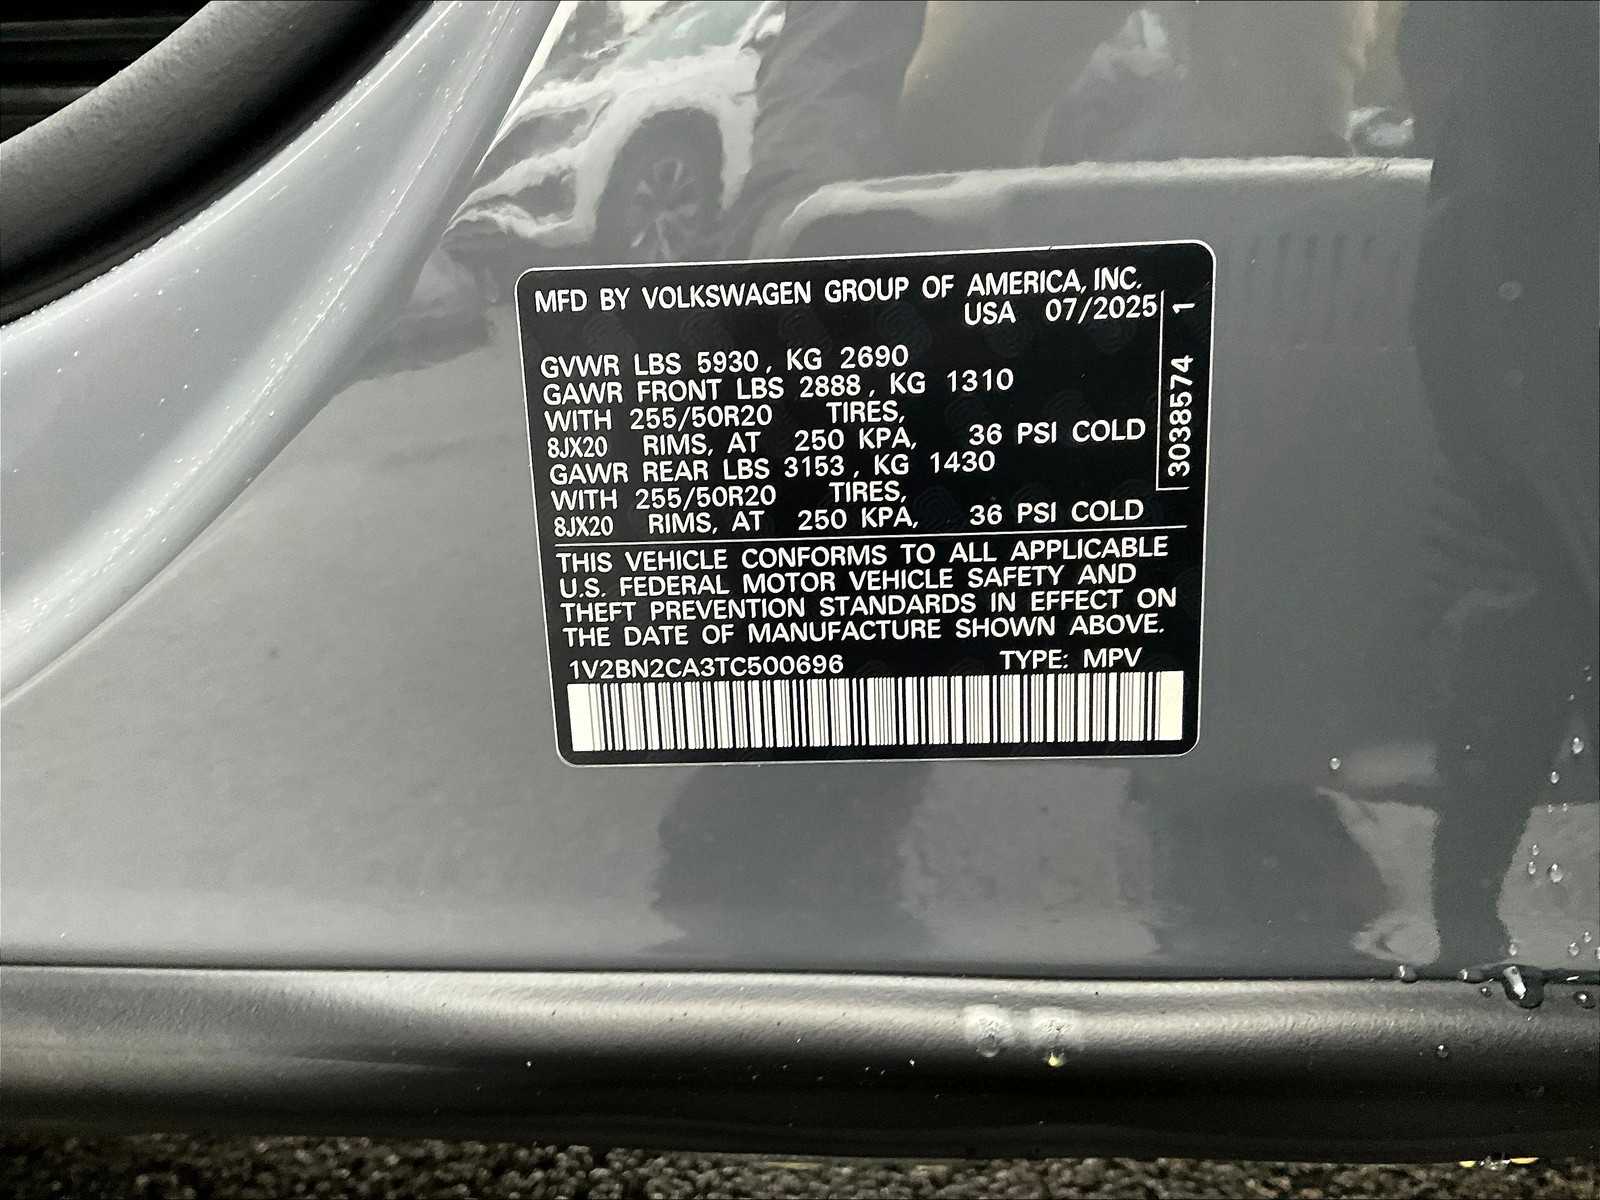 MFD BY VOLKSWAGEN GROUP OF AMERICA, INC.
USA 07/2025
GVWR LBS 5930, KG 2690
GAWR FRONT LBS 2888, KG 1310
WITH 255/50R20 TIRES,
8JX20 RIMS, AT 250 KPA, 36 PSI COLD
GAWR REAR LBS 3153, KG 1430
WITH 255/50R20 TIRES,
8JX20 RIMS, AT 250 KPA, 36 PSI COLD
THIS VEHICLE CONFORMS TO ALL APPLICABLE
U.S. FEDERAL MOTOR VEHICLE SAFETY AND
THEFT PREVENTION STANDARDS IN EFFECT ON
THE DATE OF MANUFACTURE SHOWN ABOVE.
1V2BN2CA3TC500696 TYPE: MPV
3038574 1